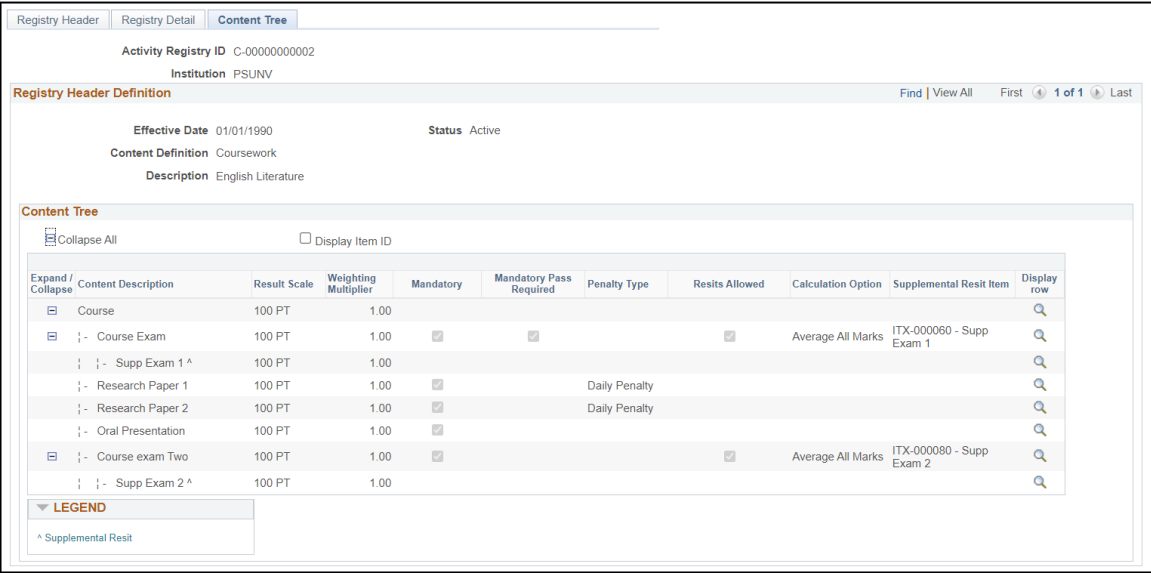 Registry Header Registry Detail Content Tree
Activity Registry ID C-00000000002
Institution PSUNV
Registry Header Definition Find | View All First 1 of 1 Last
Effective Date 01/01/1990 Status Active
Content Definition Coursework
Description English Literature
Content Tree
Collapse All Display Item ID
Expand / Collapse Content Description Result Scale Weighting Multiplier Mandatory Mandatory Pass Required Penalty Type Resits Allowed Calculation Option Supplemental Resit Item Display row
Course 100 PT 1.00
¦ - Course Exam 100 PT 1.00 Average All Marks ITX-000060 - Supp Exam 1
¦ ¦ - Supp Exam 1 ^ 100 PT 1.00
¦ - Research Paper 1 100 PT 1.00 Daily Penalty
¦ - Research Paper 2 100 PT 1.00 Daily Penalty
¦ - Oral Presentation 100 PT 1.00
¦ - Course exam Two 100 PT 1.00 Average All Marks ITX-000080 - Supp Exam 2
¦ ¦ - Supp Exam 2 ^ 100 PT 1.00
LEGEND
^ Supplemental Resit